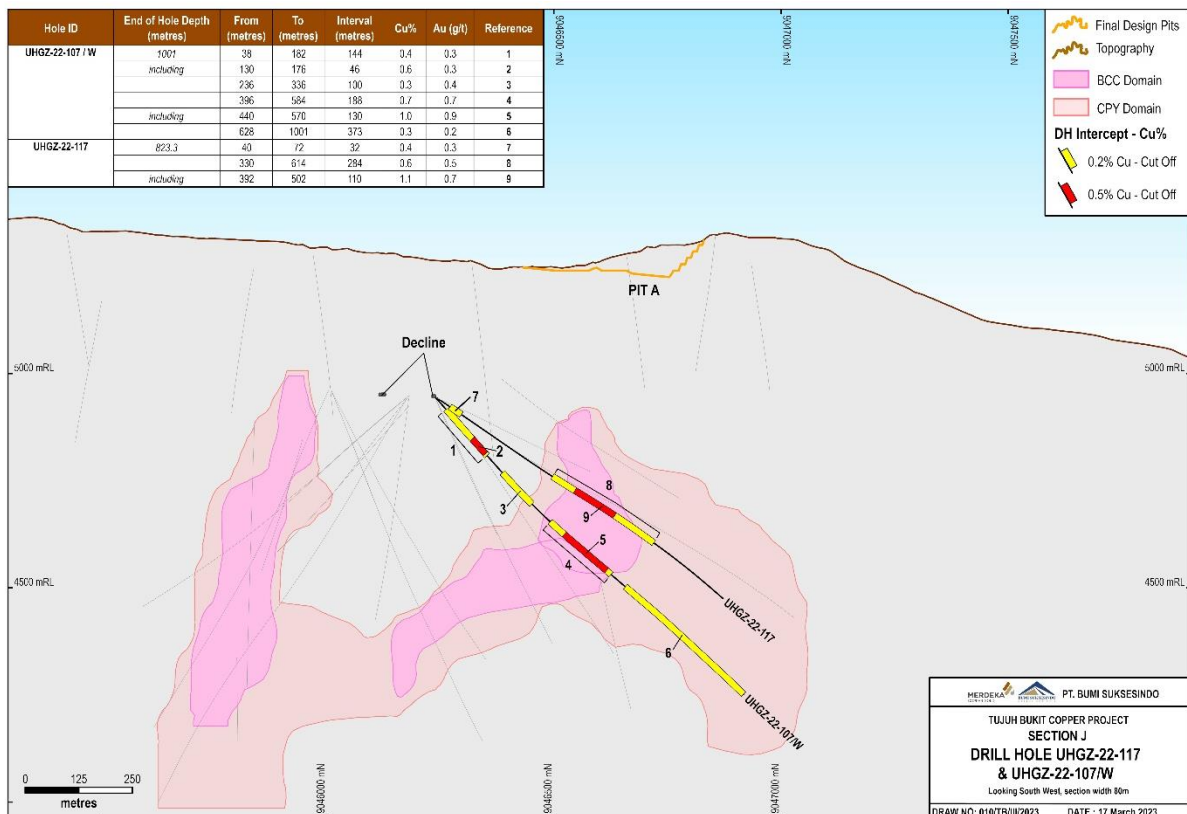 Hole ID | End of Hole Depth (metres) | From (metres) | To (metres) | Interval (metres) | Cu% | Au (g/t) | Reference
UHGZ-22-107 / W | 1001 | 38 | 182 | 144 | 0.4 | 0.3 | 1
including | 130 | 176 | 46 | 0.6 | 0.3 | 2
236 | 336 | 100 | 0.3 | 0.4 | 3
396 | 584 | 188 | 0.7 | 0.7 | 4
including | 440 | 570 | 130 | 1.0 | 0.9 | 5
628 | 1001 | 373 | 0.3 | 0.2 | 6
UHGZ-22-117 | 823.3 | 40 | 72 | 32 | 0.4 | 0.3 | 7
330 | 614 | 284 | 0.6 | 0.5 | 8
including | 392 | 502 | 110 | 1.1 | 0.7 | 9
9046500 mN
9047000 mN
9047500 mN
Final Design Pits
Topography
BCC Domain
CPY Domain
DH Intercept - Cu%
0.2% Cu - Cut Off
0.5% Cu - Cut Off
PIT A
Decline
5000 mRL
5000 mRL
7
1
2
3
8
9
5
4
6
4500 mRL
4500 mRL
UHGZ-22-117
UHGZ-22-107/W
0 125 250
metres
9046000 mN
9046500 mN
9047000 mN
MERDEKA
PT. BUMI SUKSESINDO
TUJUH BUKIT COPPER PROJECT
SECTION J
DRILL HOLE UHGZ-22-117
& UHGZ-22-107/W
Looking South West, section width 80m
DRAW NO: 010/TB/III/2023 DATE : 17 March 2023